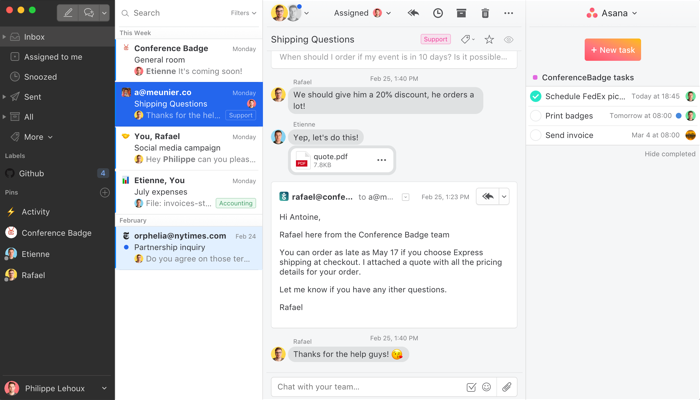 Inbox
Assigned to me
Snoozed
Sent
All
More
Labels
Github 4
Pins
Activity
Conference Badge
Etienne
Rafael
Philippe Lehoux
Search Filters
This Week
Conference Badge Monday
General room
Etienne It's coming soon!
a@meunier.co Monday
Shipping Questions
Thanks for the hel... Support
You, Rafael Monday
Social media campaign
Hey Philippe can you pleas...
Etienne, You Monday
July expenses
File: invoices-st... Accounting
February
orphelia@nytimes.com Feb 24
Partnership inquiry
Do you agree on those ter...
Assigned
Shipping Questions Support
When should I order if my event is in 10 days? Is it possible...
Rafael Feb 25, 1:40 PM
We should give him a 20% discount, he orders a
lot!
Etienne
Yep, let's do this!
quote.pdf
PDF 7.8KB
rafael@confe... to a@m... Feb 25, 1:23 PM
Hi Antoine,
Rafael here from the Conference Badge team
You can order as late as May 17 if you choose Express
shipping at checkout. I attached a quote with all the pricing
details for your order.
Let me know if you have any ither questions.
Rafael
Feb 25, 1:40 PM
Rafael
Thanks for the help guys! 😘
Chat with your team...
Asana
+ New task
ConferenceBadge tasks
Schedule FedEx pic... Today at 18:45
Print badges Tomorrow at 08:00
Send invoice Mar 4 at 08:00
Hide completed